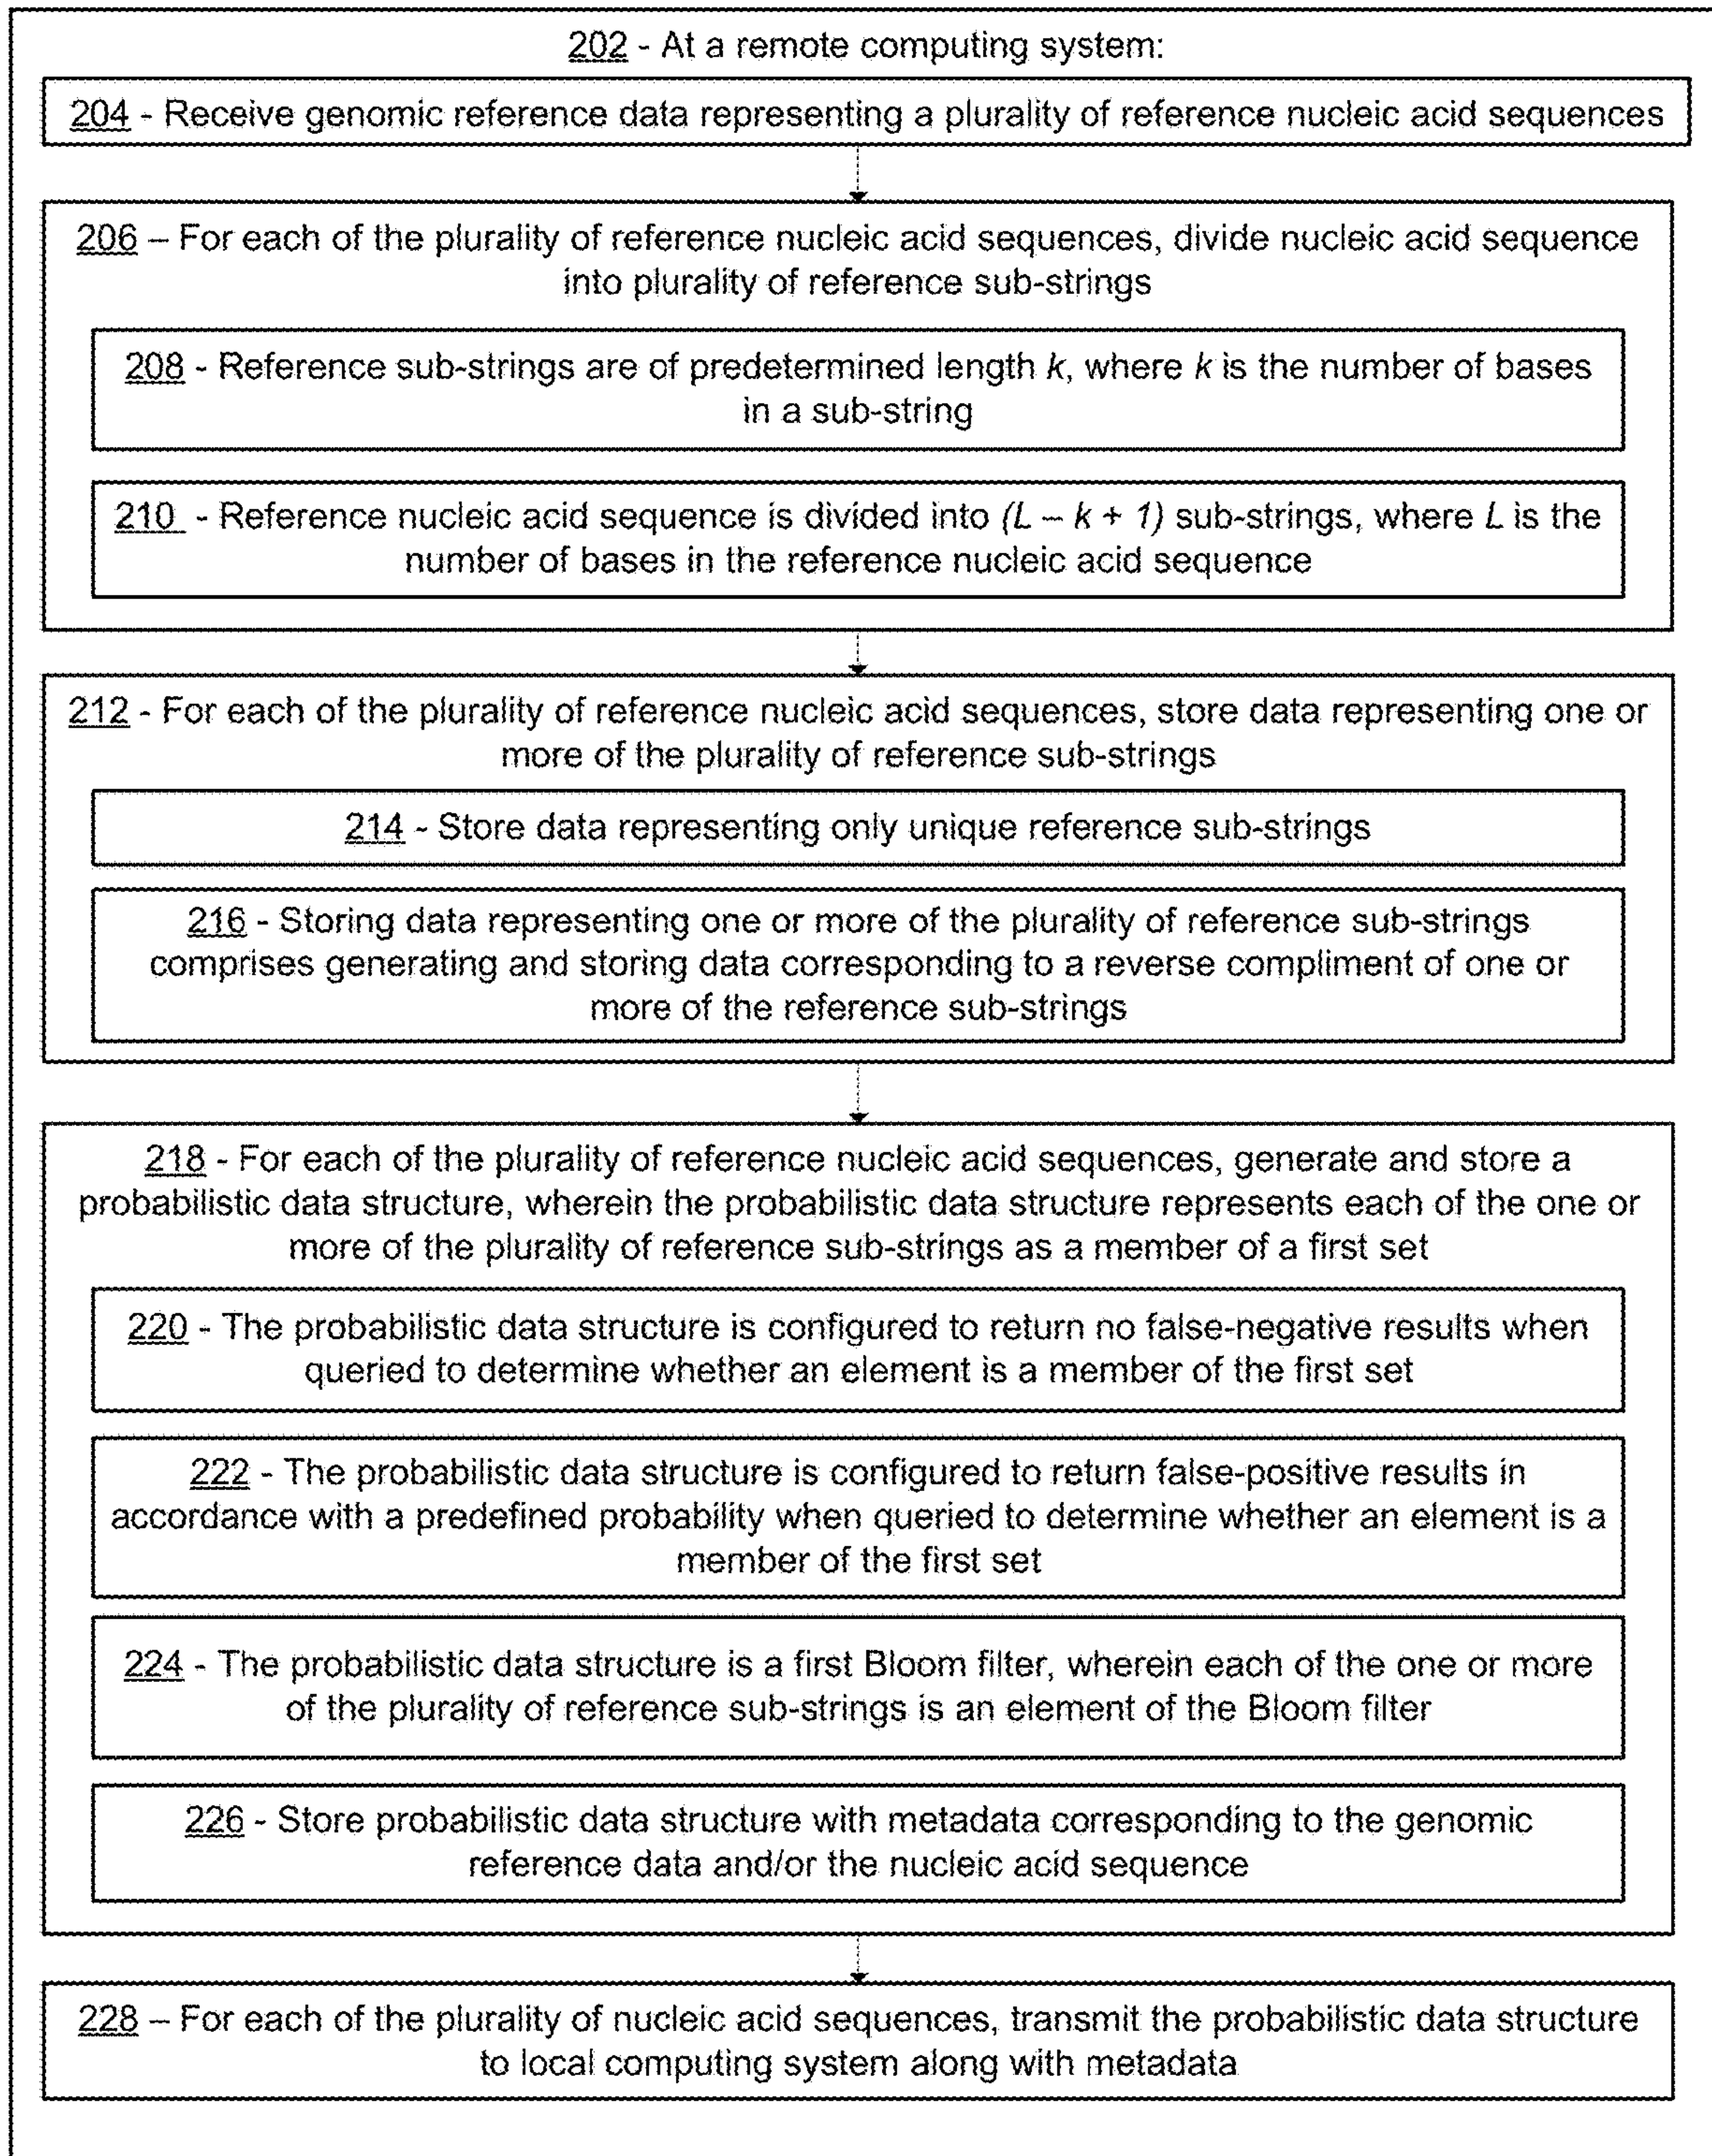 202 - At a remote computing system:
204 - Receive genomic reference data representing a plurality of reference nucleic acid sequences
206 – For each of the plurality of reference nucleic acid sequences, divide nucleic acid sequence
into plurality of reference sub-strings
208 - Reference sub-strings are of predetermined length k, where k is the number of bases
in a sub-string
210 - Reference nucleic acid sequence is divided into (L – k + 1) sub-strings, where L is the
number of bases in the reference nucleic acid sequence
212 - For each of the plurality of reference nucleic acid sequences, store data representing one or
more of the plurality of reference sub-strings
214 - Store data representing only unique reference sub-strings
216 - Storing data representing one or more of the plurality of reference sub-strings
comprises generating and storing data corresponding to a reverse compliment of one or
more of the reference sub-strings
218 - For each of the plurality of reference nucleic acid sequences, generate and store a
probabilistic data structure, wherein the probabilistic data structure represents each of the one or
more of the plurality of reference sub-strings as a member of a first set
220 - The probabilistic data structure is configured to return no false-negative results when
queried to determine whether an element is a member of the first set
222 - The probabilistic data structure is configured to return false-positive results in
accordance with a predefined probability when queried to determine whether an element is a
member of the first set
224 - The probabilistic data structure is a first Bloom filter, wherein each of the one or more
of the plurality of reference sub-strings is an element of the Bloom filter
226 - Store probabilistic data structure with metadata corresponding to the genomic
reference data and/or the nucleic acid sequence
228 – For each of the plurality of nucleic acid sequences, transmit the probabilistic data structure
to local computing system along with metadata